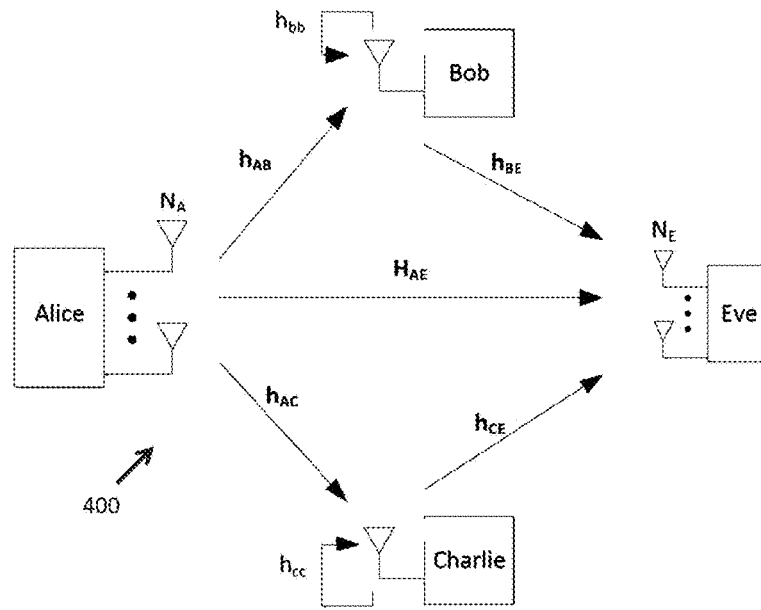 h_bb
Bob
h_AB
h_BE
N_A
N_E
H_AE
Alice
Eve
h_AC
h_CE
400
h_cc
Charlie